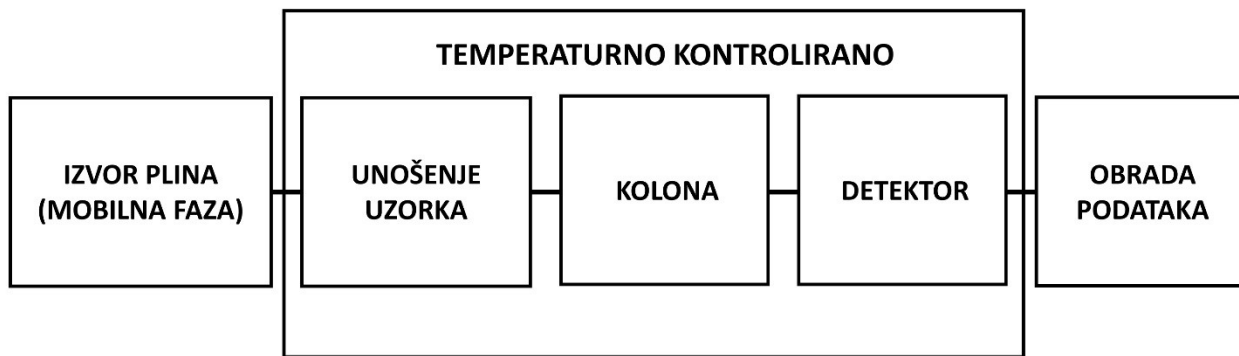 TEMPERATURNO KONTROLIRANO
IZVOR PLINA
(MOBILNA FAZA)
UNOŠENJE
UZORKA
KOLONA
DETEKTOR
OBRADA
PODATAKA